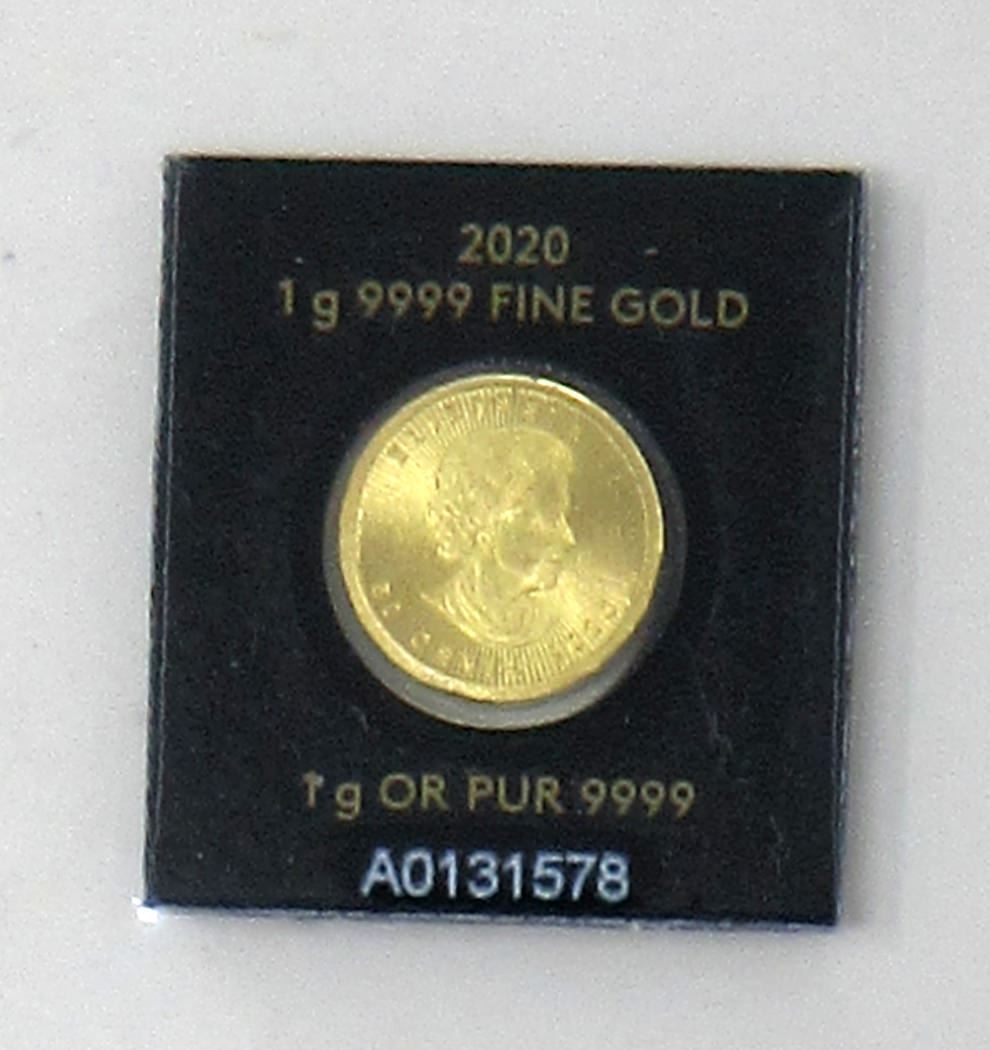 2020
1 g 9999 FINE GOLD
1 g OR PUR 9999
A0131578